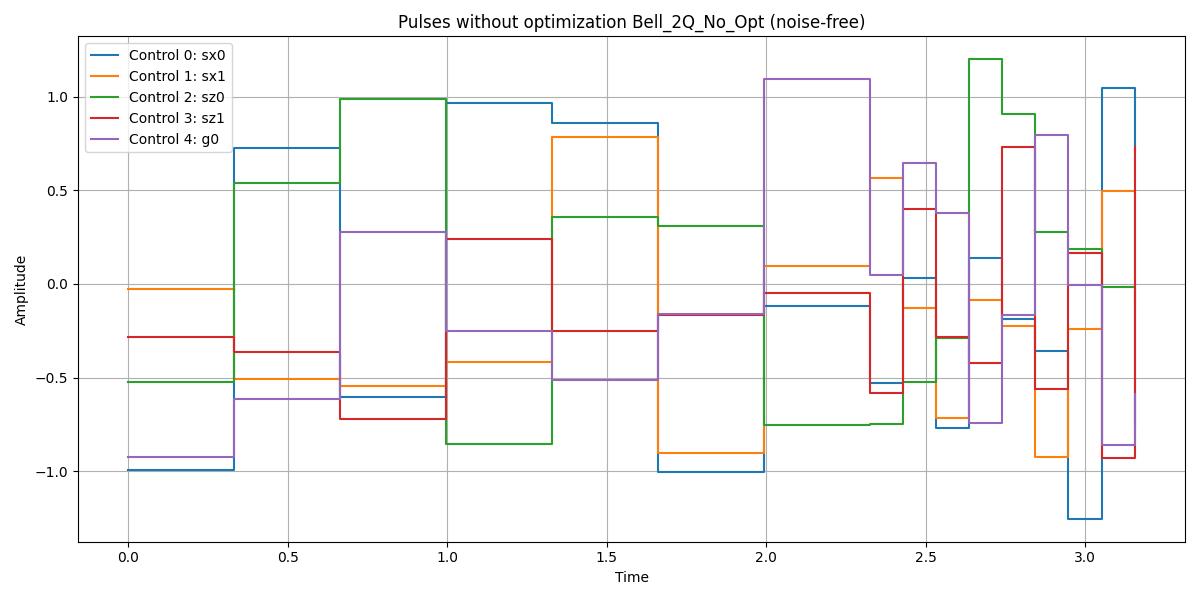 Pulses without optimization Bell_2Q_No_Opt (noise-free)
Control 0: sx0
Control 1: sx1
Control 2: sz0
Control 3: sz1
Control 4: g0
Amplitude
1.0
0.5
0.0
−0.5
−1.0
0.0 0.5 1.0 1.5 2.0 2.5 3.0
Time